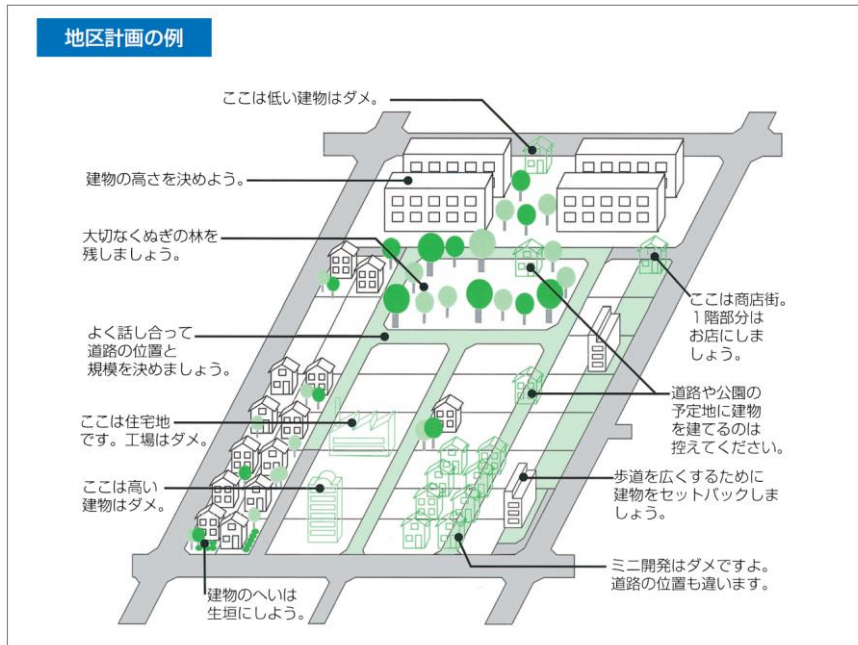 地区計画の例
ここは低い建物はダメ。
建物の高さを決めよう。
大切なくぬぎの林を
残しましょう。
ここは商店街。
1階部分は
お店にしま
しょう。
よく話し合って
道路の位置と
規模を決めましょう。
道路や公園の
予定地に建物
を建てるのは
控えてください。
ここは住宅地
です。工場はダメ。
歩道を広くするために
建物をセットバックしま
しょう。
ここは高い
建物はダメ。
ミニ開発はダメですよ。
道路の位置も違います。
建物のへいは
生垣にしよう。